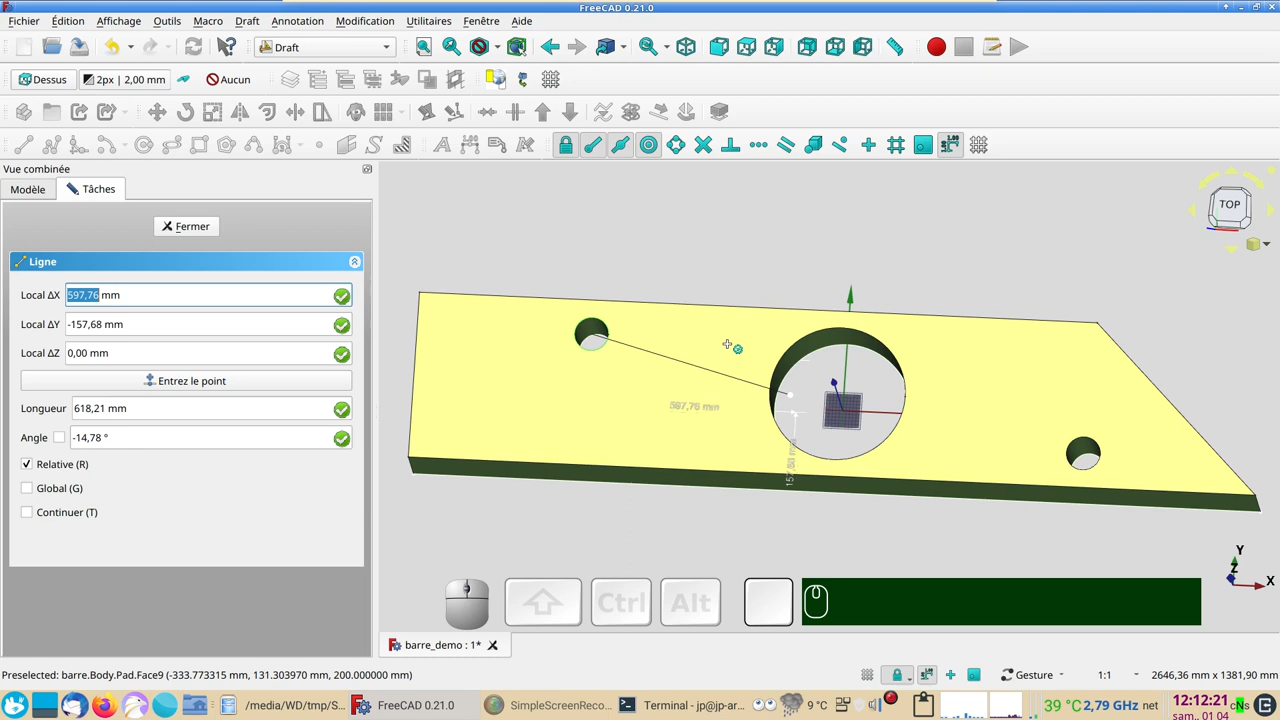 FreeCAD 0.21.0
Fichier Édition Affichage Outils Macro Draft Annotation Modification Utilitaires Fenêtre Aide
Draft
Dessus 2px | 2,00 mm Aucun
Vue combinée
Modèle Tâches
Fermer
Ligne
Local ΔX 597,76 mm
Local ΔY -157,68 mm
Local ΔZ 0,00 mm
Entrez le point
Longueur 618,21 mm
Angle -14,78 °
Relative (R)
Global (G)
Continuer (T)
TOP
597,76 mm
157,68 mm
Y
Z
X
Ctrl Alt
barre_demo : 1*
Preselected: barre.Body.Pad.Face9 (-333.773315 mm, 131.303970 mm, 200.000000 mm)
Gesture 1:1 2646,36 mm x 1381,90 mm
/media/WD/tmp/S... FreeCAD 0.21.0 SimpleScreenReco... Terminal - jp@jp-ar... 9 °C 39 °C 2,79 GHz net
12:12:21
sam., 01 04